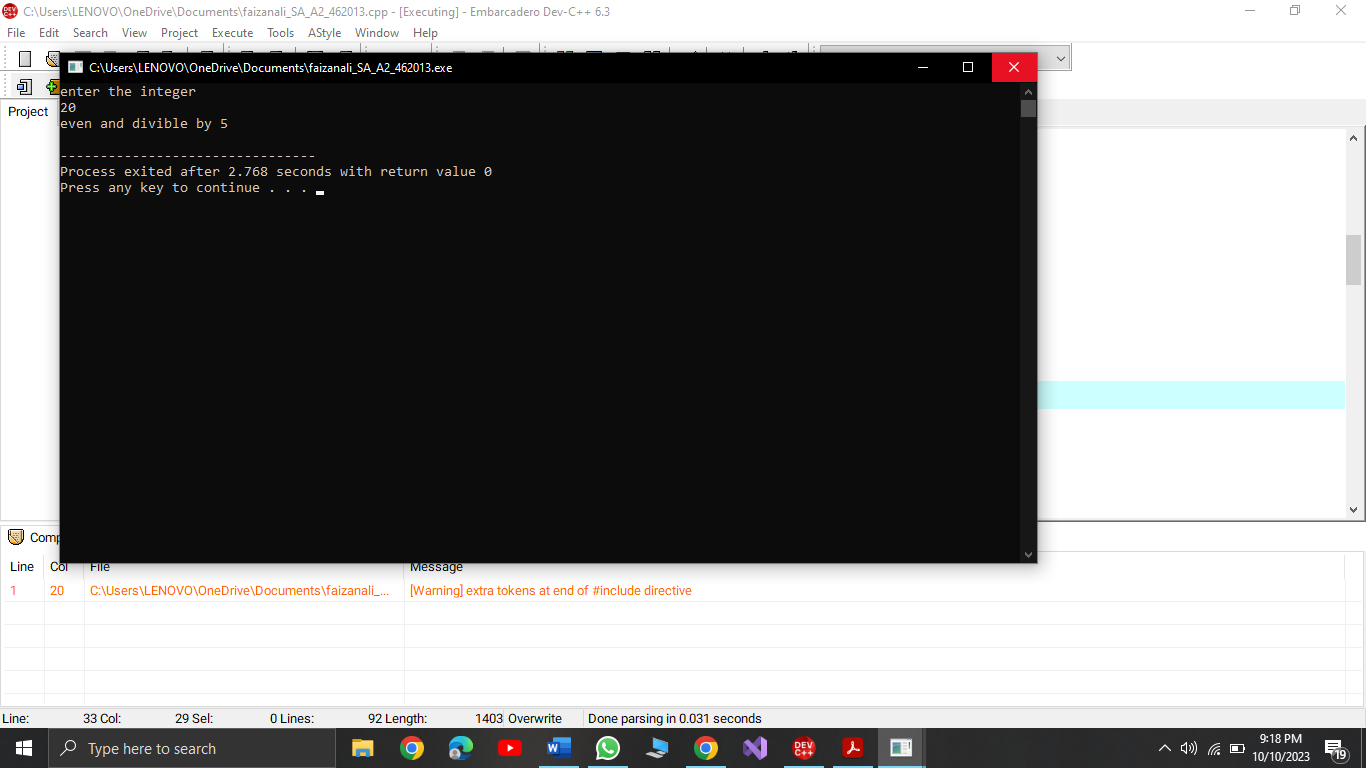 C:\Users\LENOVO\OneDrive\Documents\faizanali_SA_A2_462013.cpp - [Executing] - Embarcadero Dev-C++ 6.3
File Edit Search View Project Execute Tools AStyle Window Help
C:\Users\LENOVO\OneDrive\Documents\faizanali_SA_A2_462013.exe
Project
enter the integer
20
even and divible by 5
--------------------------------
Process exited after 2.768 seconds with return value 0
Press any key to continue . . .
Line Col File Message
1 20 C:\Users\LENOVO\OneDrive\Documents\faizanali_... [Warning] extra tokens at end of #include directive
Line: 33 Col: 29 Sel: 0 Lines: 92 Length: 1403 Overwrite Done parsing in 0.031 seconds
Type here to search
DEV C++
9:18 PM
10/10/2023
19